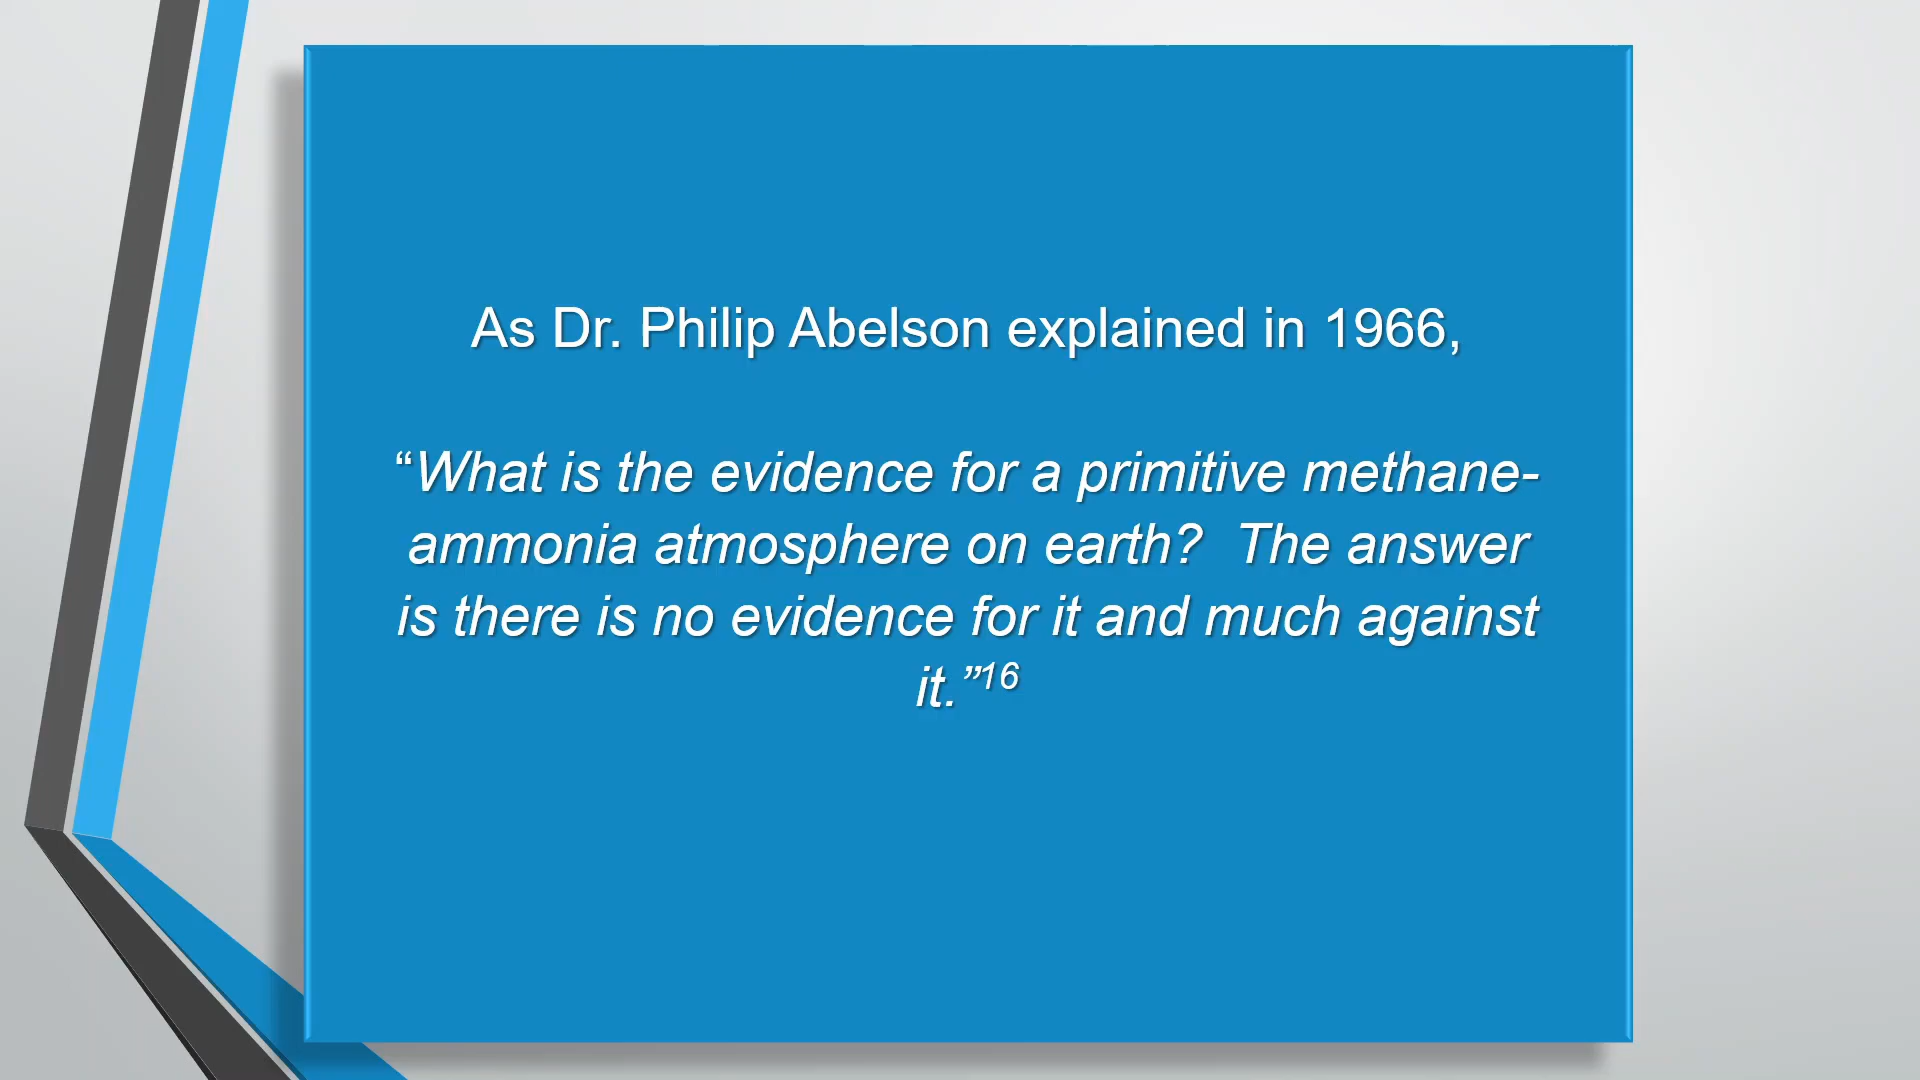 As Dr. Philip Abelson explained in 1966,
“What is the evidence for a primitive methane-
ammonia atmosphere on earth?  The answer
is there is no evidence for it and much against
it.”16